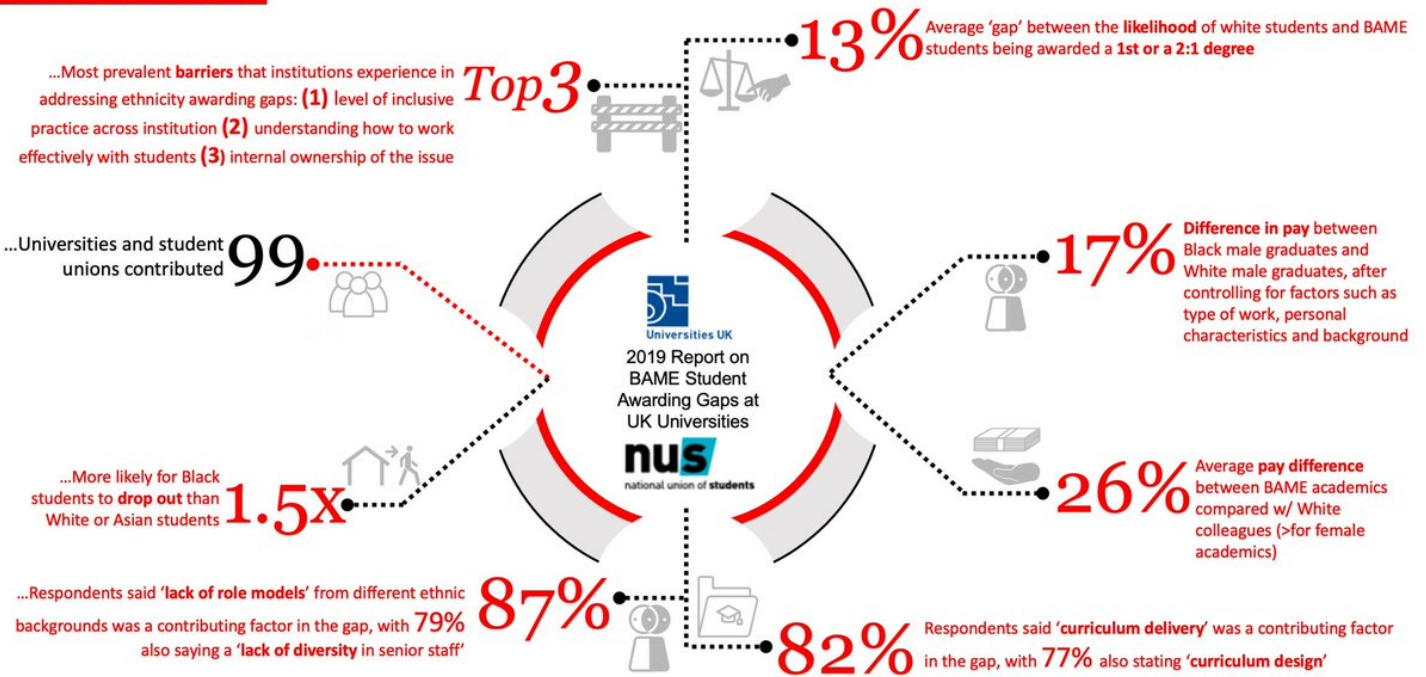 13%
Average ‘gap’ between the likelihood of white students and BAME
students being awarded a 1st or a 2:1 degree
...Most prevalent barriers that institutions experience in
addressing ethnicity awarding gaps: (1) level of inclusive
practice across institution (2) understanding how to work
effectively with students (3) internal ownership of the issue
Top3
...Universities and student
unions contributed
99
17%
Difference in pay between
Black male graduates and
White male graduates, after
controlling for factors such as
type of work, personal
characteristics and background
Universities UK
2019 Report on
BAME Student
Awarding Gaps at
UK Universities
nus
national union of students
...More likely for Black
students to drop out than
White or Asian students
1.5x
26%
Average pay difference
between BAME academics
compared w/ White
colleagues (>for female
academics)
...Respondents said ‘lack of role models’ from different ethnic
backgrounds was a contributing factor in the gap, with 79%
also saying a ‘lack of diversity in senior staff’
87%
82%
Respondents said ‘curriculum delivery’ was a contributing factor
in the gap, with 77% also stating ‘curriculum design’